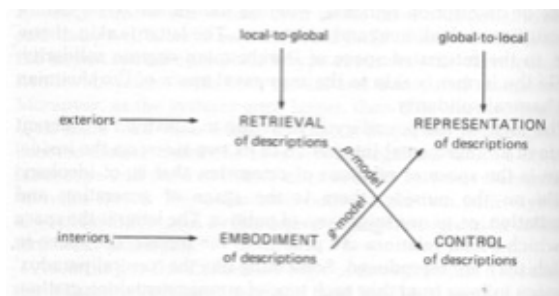 local-to-global
global-to-local
exteriors
RETRIEVAL
of descriptions
REPRESENTATION
of descriptions
p-model
g-model
interiors
EMBODIMENT
of descriptions
CONTROL
of descriptions